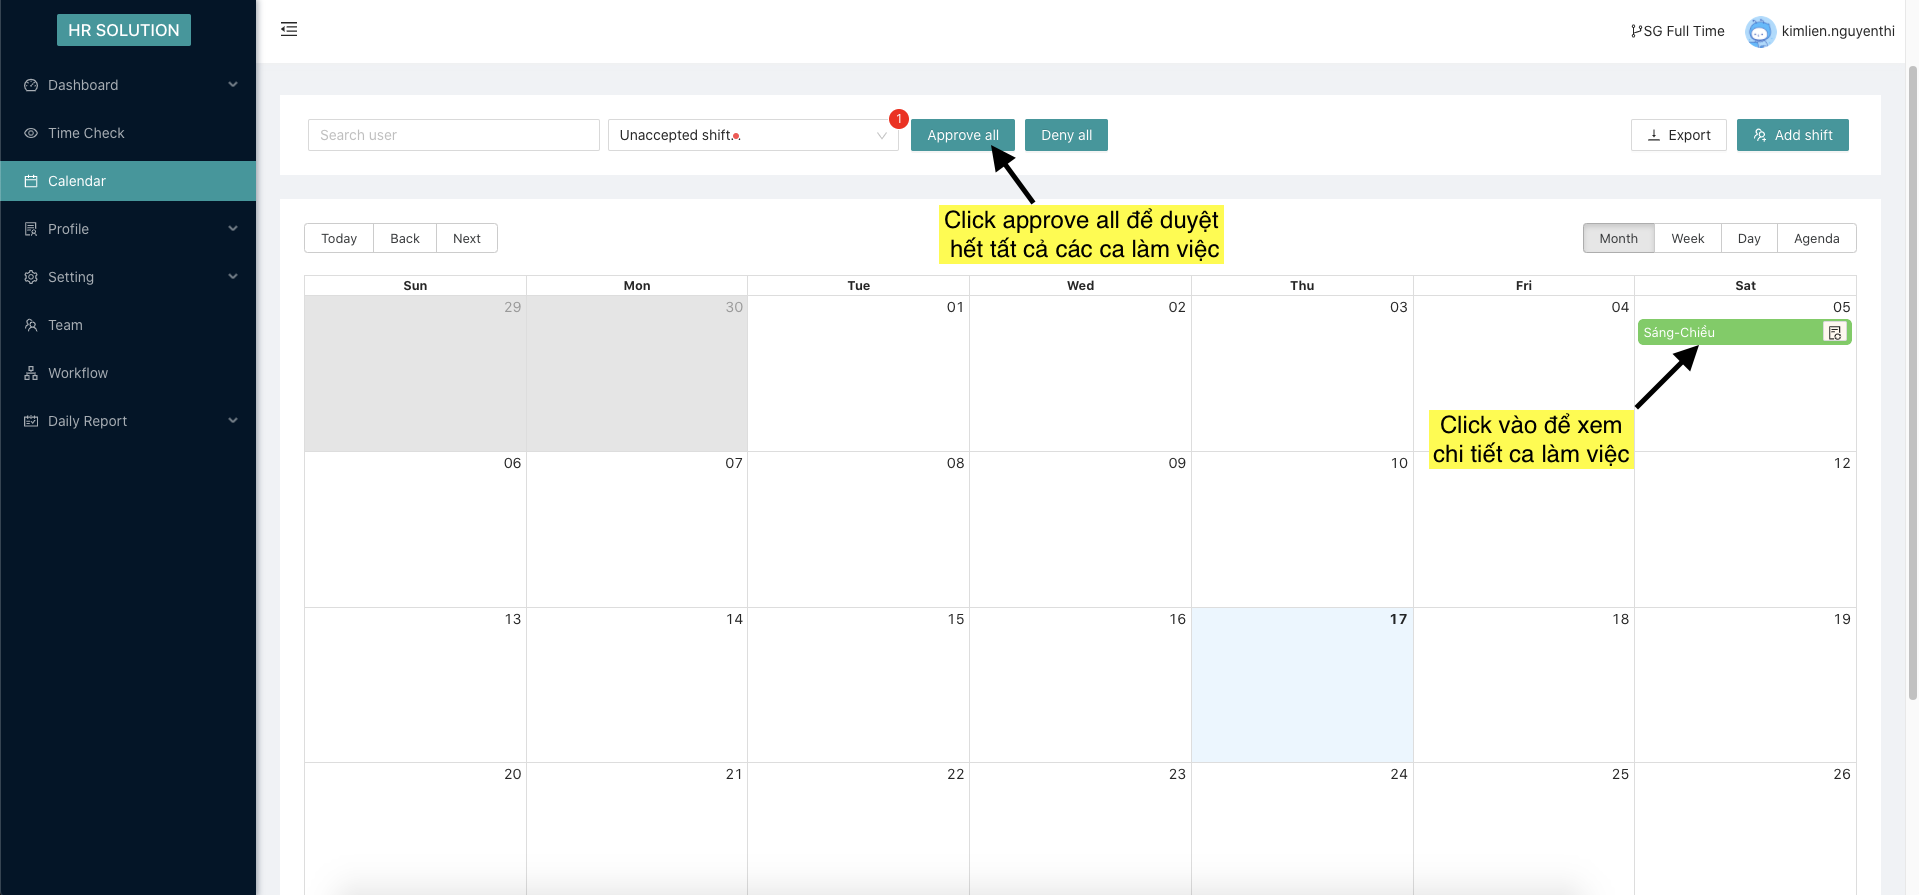 HR SOLUTION
SG Full Time
kimlien.nguyenthi
Dashboard
Time Check
Calendar
Profile
Setting
Team
Workflow
Daily Report
Search user
Unaccepted shift..
1
Approve all
Deny all
Export
Add shift
Click approve all để duyệt
hết tất cả các ca làm việc
Today Back Next
Month Week Day Agenda
Sun Mon Tue Wed Thu Fri Sat
29 30 01 02 03 04 05
Sáng-Chiều
Click vào để xem
chi tiết ca làm việc
06 07 08 09 10 12
13 14 15 16 17 18 19
20 21 22 23 24 25 26